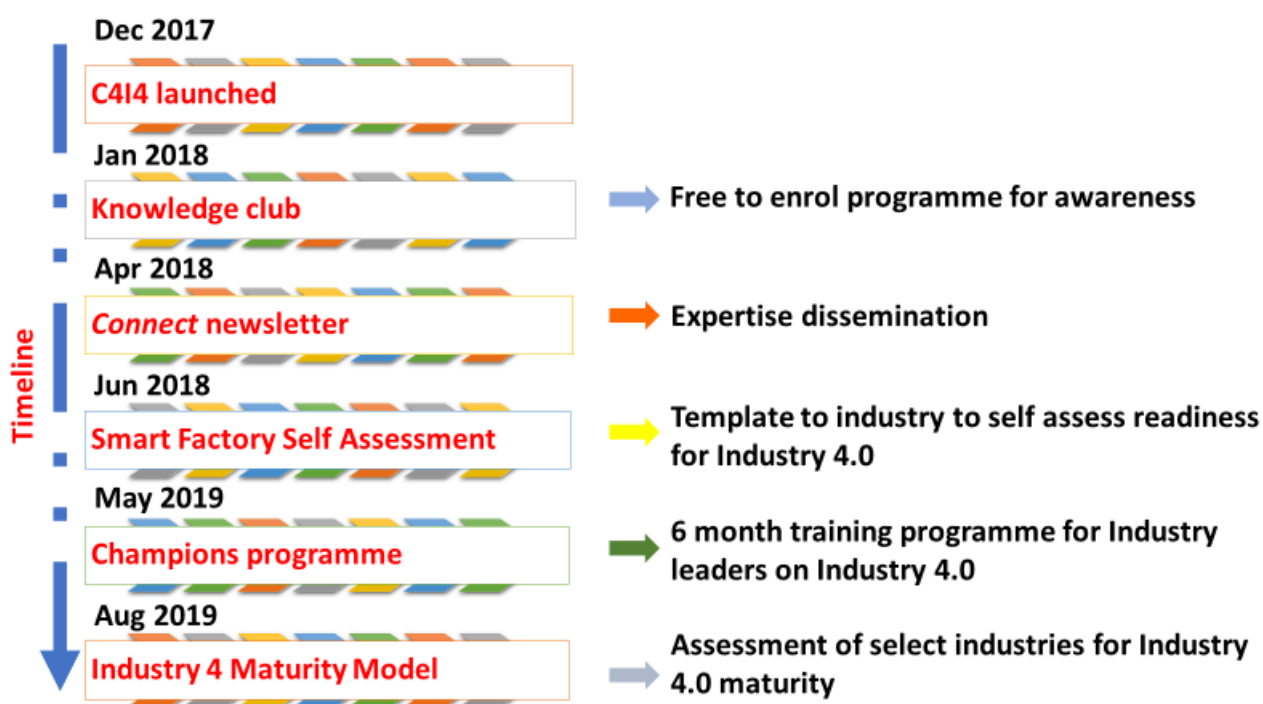 Dec 2017
C4I4 launched
Jan 2018
Knowledge club
Free to enrol programme for awareness
Apr 2018
Connect newsletter
Expertise dissemination
Jun 2018
Smart Factory Self Assessment
Template to industry to self assess readiness
for Industry 4.0
May 2019
Champions programme
6 month training programme for Industry
leaders on Industry 4.0
Aug 2019
Industry 4 Maturity Model
Assessment of select industries for Industry
4.0 maturity
Timeline